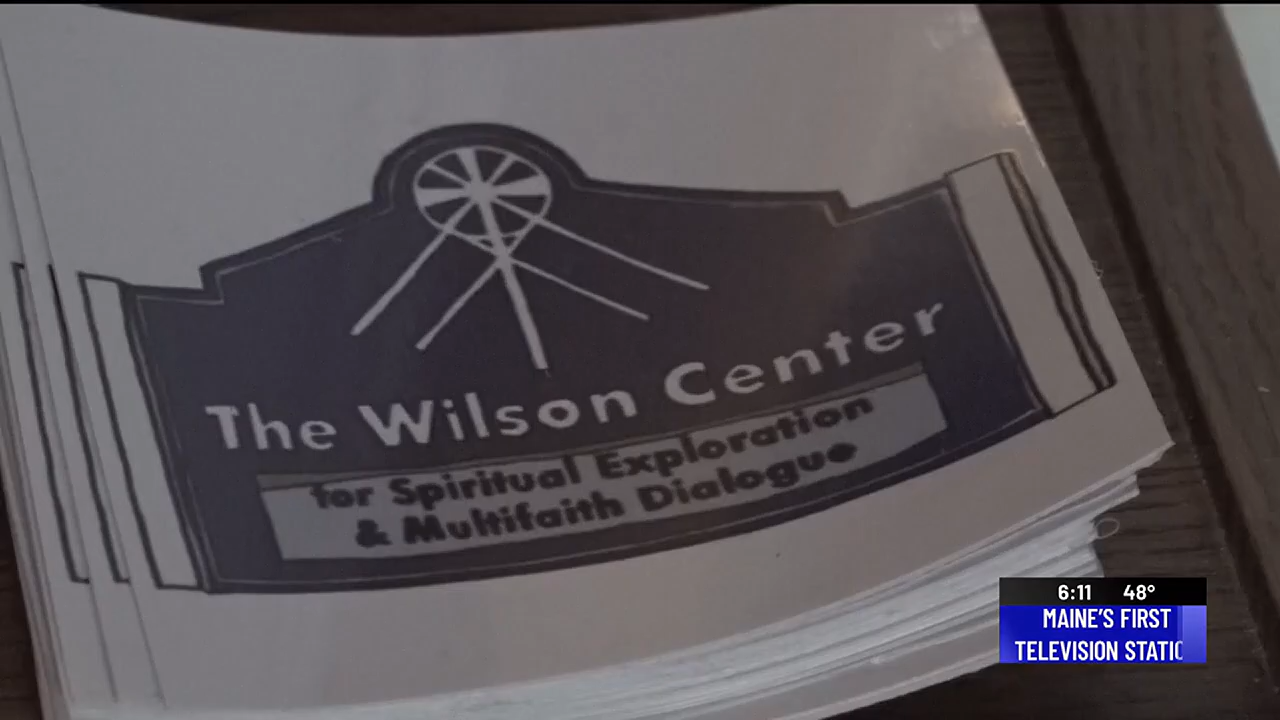 The Wilson Center
for Spiritual Exploration
& Multifaith Dialogue
6:11 48°
MAINE'S FIRST
TELEVISION STATIC